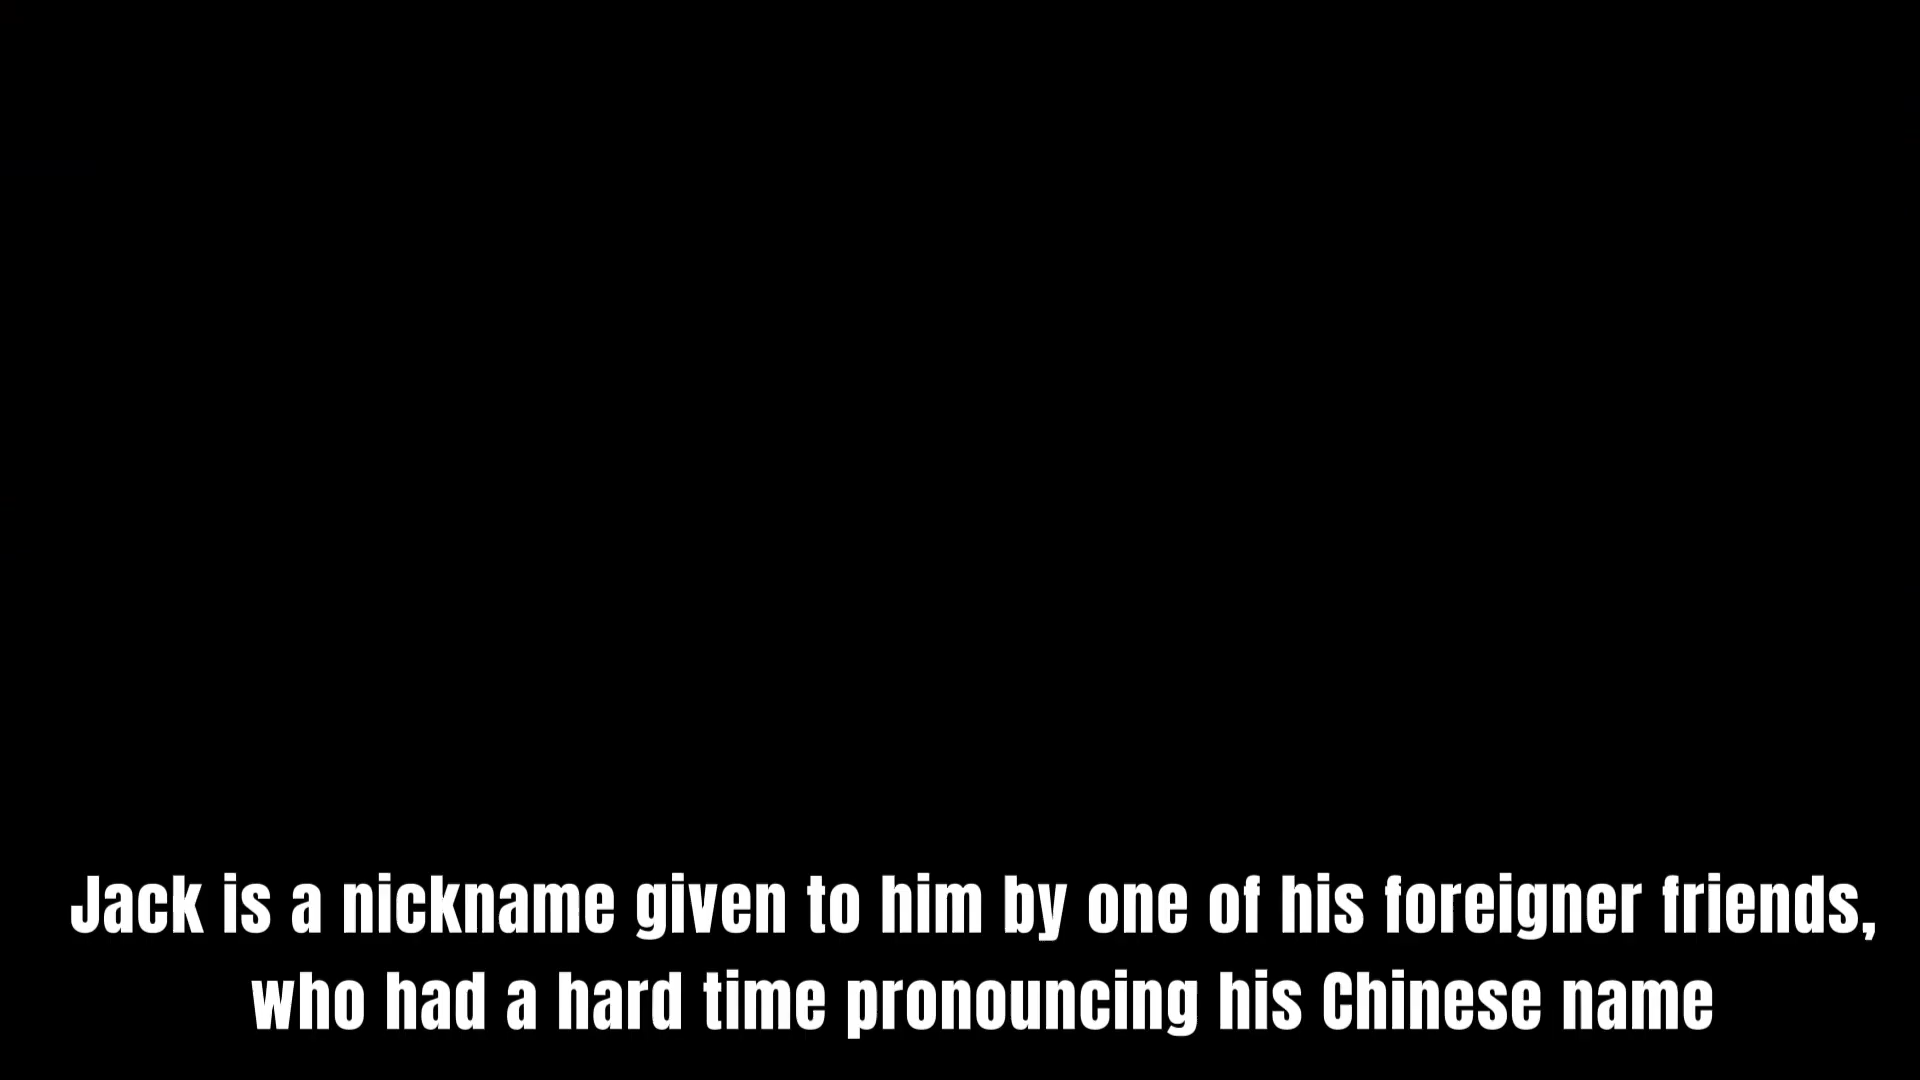 Jack is a nickname given to him by one of his foreigner friends,
who had a hard time pronouncing his Chinese name